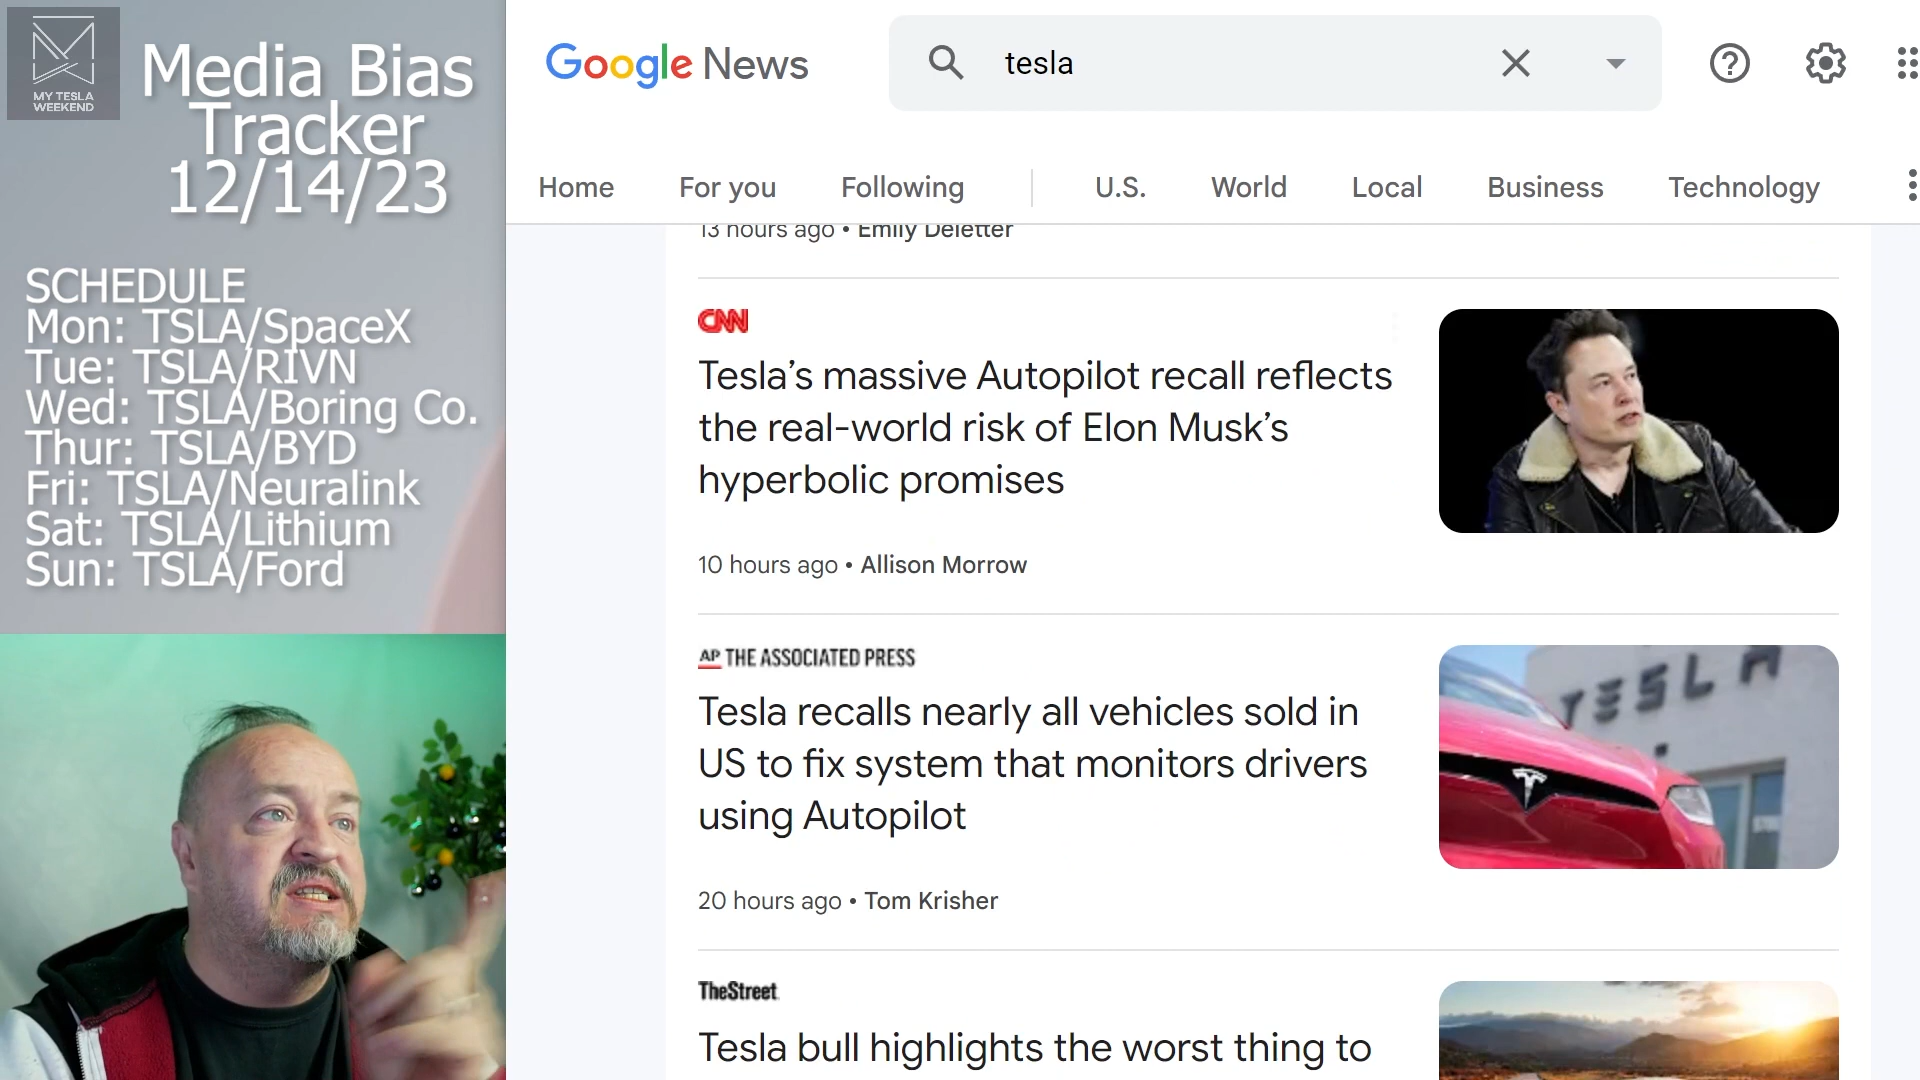 MY TESLA
WEEKEND
Media Bias
Tracker
12/14/23
SCHEDULE
Mon: TSLA/SpaceX
Tue: TSLA/RIVN
Wed: TSLA/Boring Co.
Thur: TSLA/BYD
Fri: TSLA/Neuralink
Sat: TSLA/Lithium
Sun: TSLA/Ford
Google News
tesla
Home For you Following U.S. World Local Business Technology
13 hours ago • Emily Deletter
CNN
Tesla’s massive Autopilot recall reflects
the real-world risk of Elon Musk’s
hyperbolic promises
10 hours ago • Allison Morrow
AP THE ASSOCIATED PRESS
Tesla recalls nearly all vehicles sold in
US to fix system that monitors drivers
using Autopilot
20 hours ago • Tom Krisher
TESLA
TheStreet
Tesla bull highlights the worst thing to